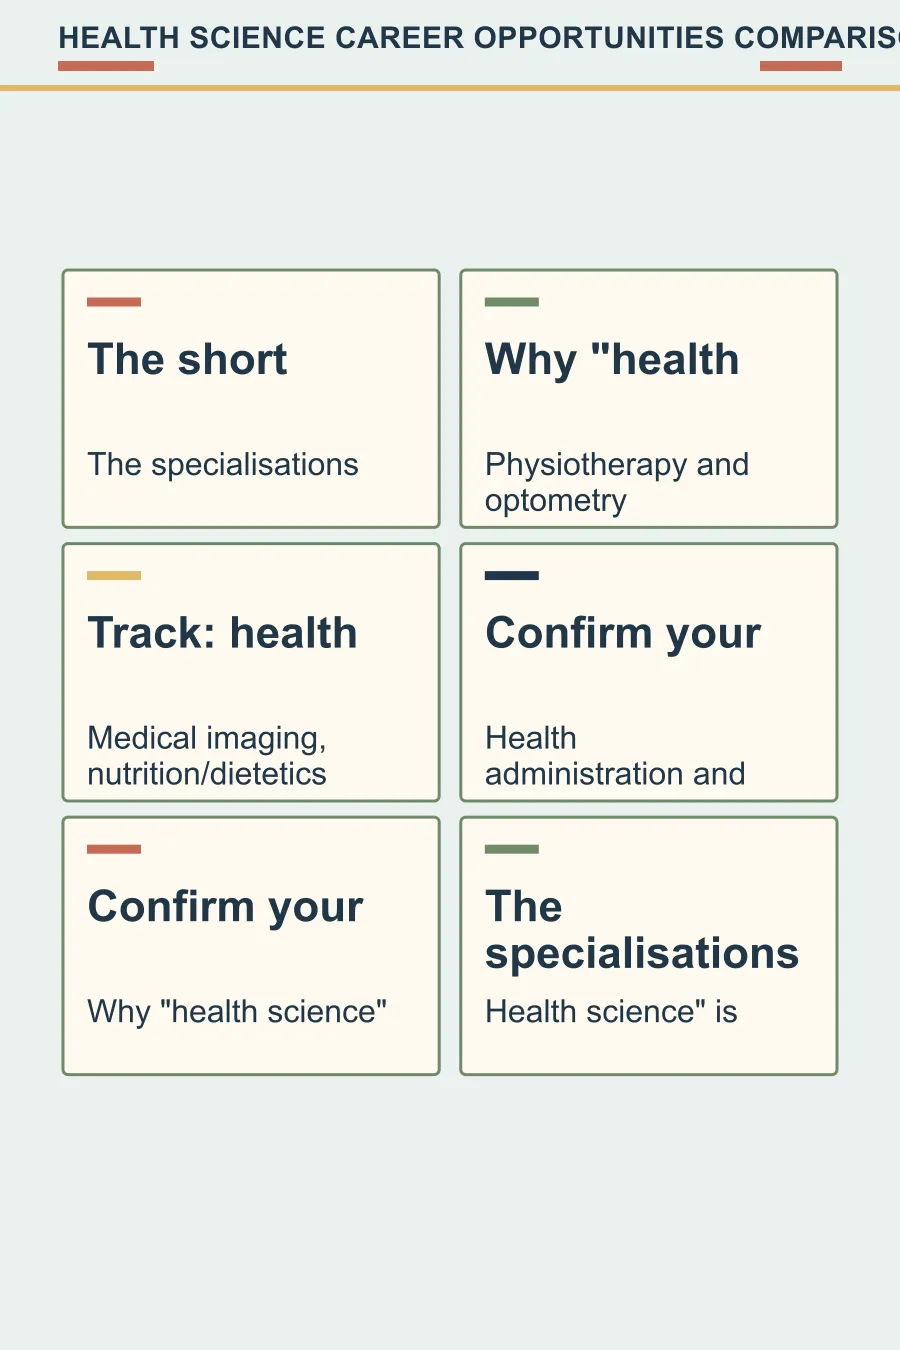 HEALTH SCIENCE CAREER OPPORTUNITIES COMPARIS
The short
The specialisations
Why "health
Physiotherapy and
optometry
Track: health
Medical imaging,
nutrition/dietetics
Confirm your
Health
administration and
Confirm your
Why "health science"
The
specialisations
Health science" is